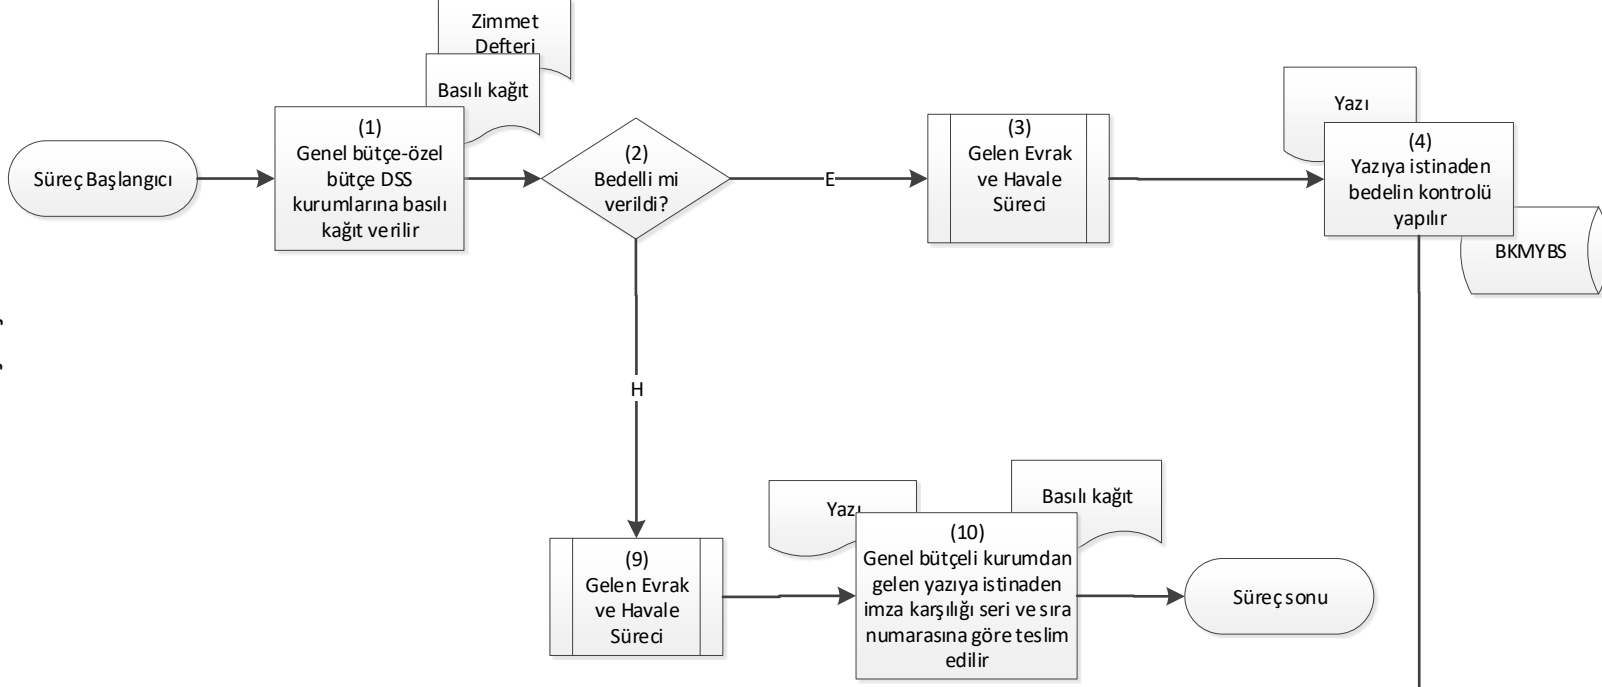 Zimmet
Defteri
Basılı kağıt
Süreç Başlangıcı
(1)
Genel bütçe-özel
bütçe DSS
kurumlarına basılı
kağıt verilir
(2)
Bedelli mi
verildi?
E
(3)
Gelen Evrak
ve Havale
Süreci
Yazı
(4)
Yazıya istinaden
bedelin kontrolü
yapılır
BKMYBS
H
(9)
Gelen Evrak
ve Havale
Süreci
Yazı
Basılı kağıt
(10)
Genel bütçeli kurumdan
gelen yazıya istinaden
imza karşılığı seri ve sıra
numarasına göre teslim
edilir
Süreç sonu